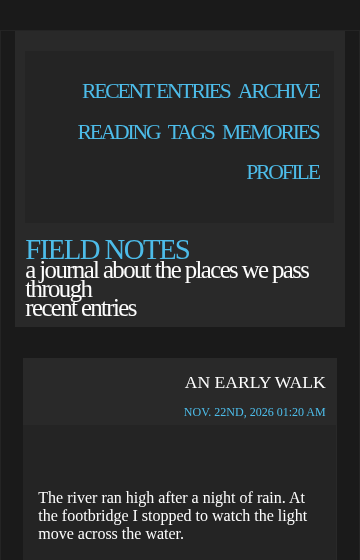 RECENT ENTRIES ARCHIVE
READING TAGS MEMORIES
PROFILE
FIELD NOTES
a journal about the places we pass
through
recent entries
AN EARLY WALK
NOV. 22ND, 2026 01:20 AM
The river ran high after a night of rain. At
the footbridge I stopped to watch the light
move across the water.